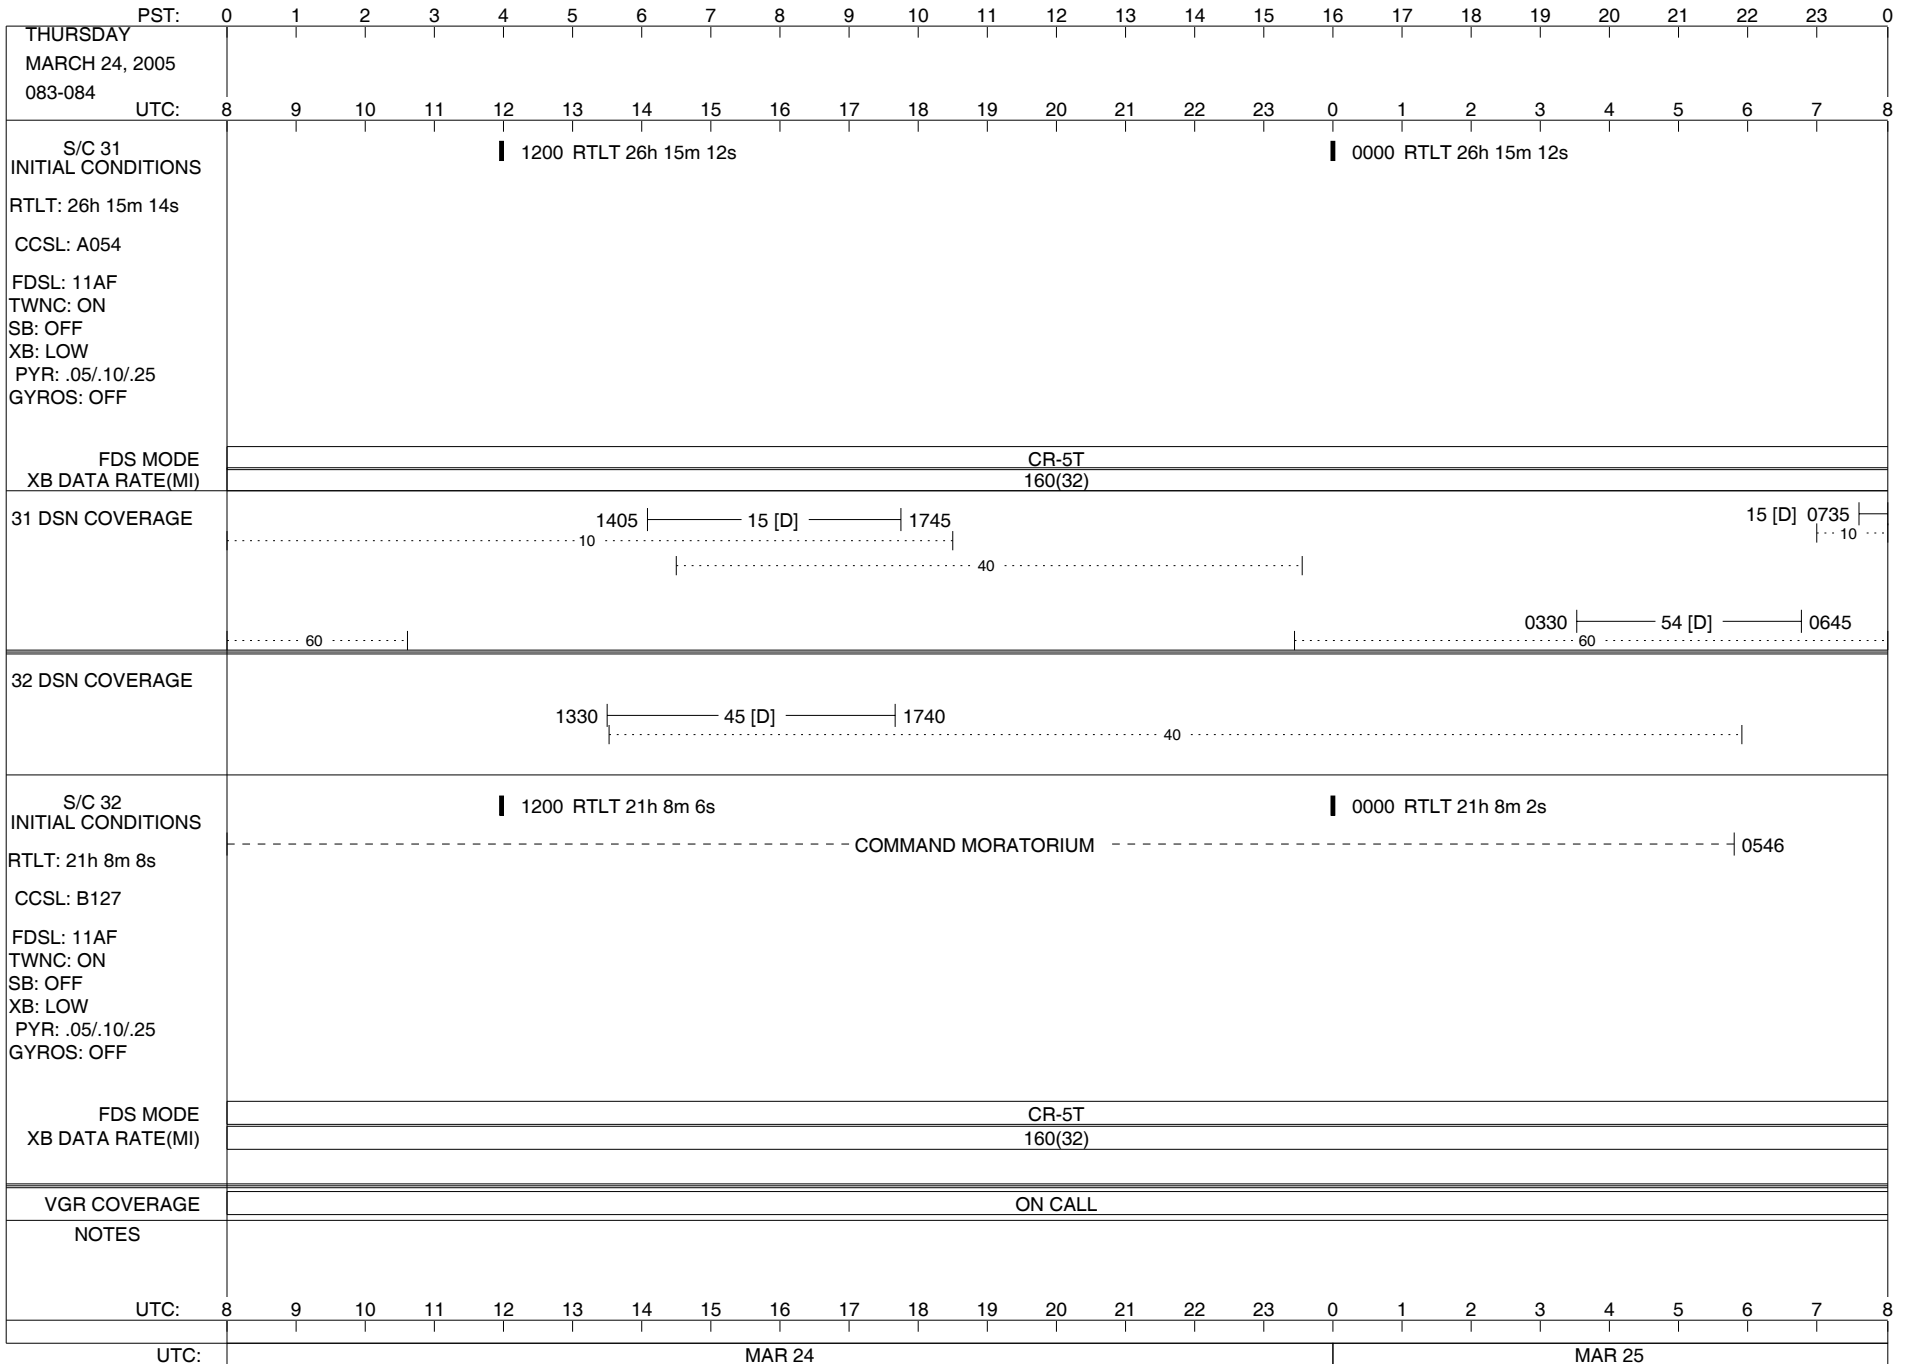 PST: 0 1 2 3 4 5 6 7 8 9 10 11 12 13 14 15 16 17 18 19 20 21 22 23 0
THURSDAY
MARCH 24, 2005
083-084
UTC: 8 9 10 11 12 13 14 15 16 17 18 19 20 21 22 23 0 1 2 3 4 5 6 7 8
S/C 31
INITIAL CONDITIONS
1200 RTLT 26h 15m 12s
0000 RTLT 26h 15m 12s
RTLT: 26h 15m 14s
CCSL: A054
FDSL: 11AF
TWNC: ON
SB: OFF
XB: LOW
PYR: .05/.10/.25
GYROS: OFF
FDS MODE CR-5T
XB DATA RATE(MI) 160(32)
31 DSN COVERAGE
1405 15 [D] 1745
15 [D] 0735
10
10
40
0330 54 [D] 0645
60
60
32 DSN COVERAGE
1330 45 [D] 1740
40
S/C 32
INITIAL CONDITIONS
1200 RTLT 21h 8m 6s
0000 RTLT 21h 8m 2s
COMMAND MORATORIUM 0546
RTLT: 21h 8m 8s
CCSL: B127
FDSL: 11AF
TWNC: ON
SB: OFF
XB: LOW
PYR: .05/.10/.25
GYROS: OFF
FDS MODE CR-5T
XB DATA RATE(MI) 160(32)
VGR COVERAGE ON CALL
NOTES
UTC: 8 9 10 11 12 13 14 15 16 17 18 19 20 21 22 23 0 1 2 3 4 5 6 7 8
UTC: MAR 24 MAR 25